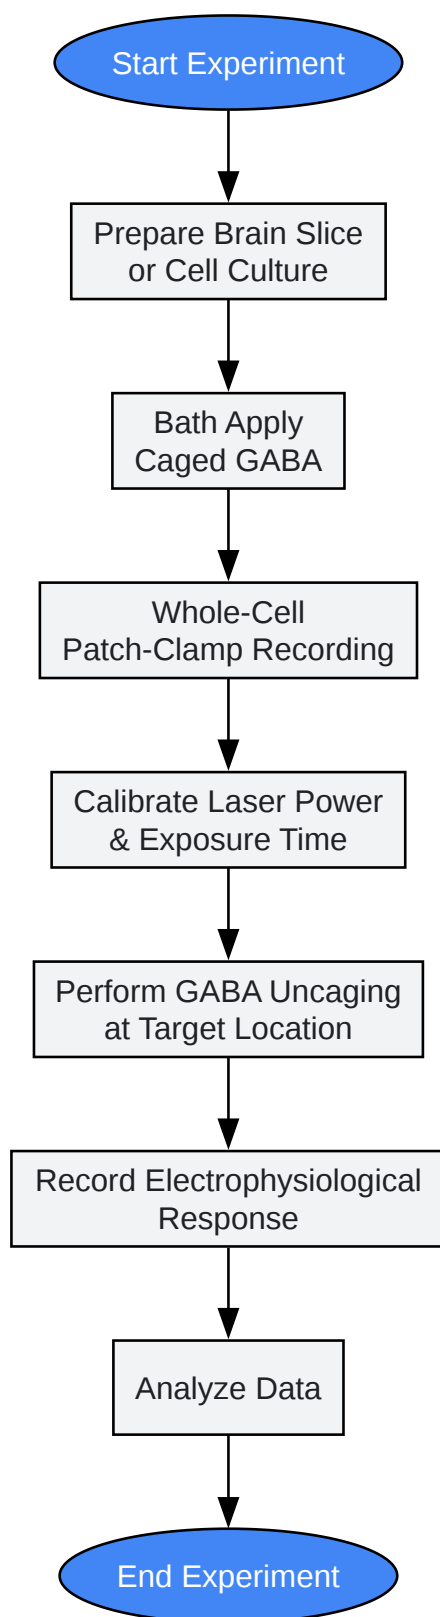 Start Experiment
Prepare Brain Slice
or Cell Culture
Bath Apply
Caged GABA
Whole-Cell
Patch-Clamp Recording
Calibrate Laser Power
& Exposure Time
Perform GABA Uncaging
at Target Location
Record Electrophysiological
Response
Analyze Data
End Experiment